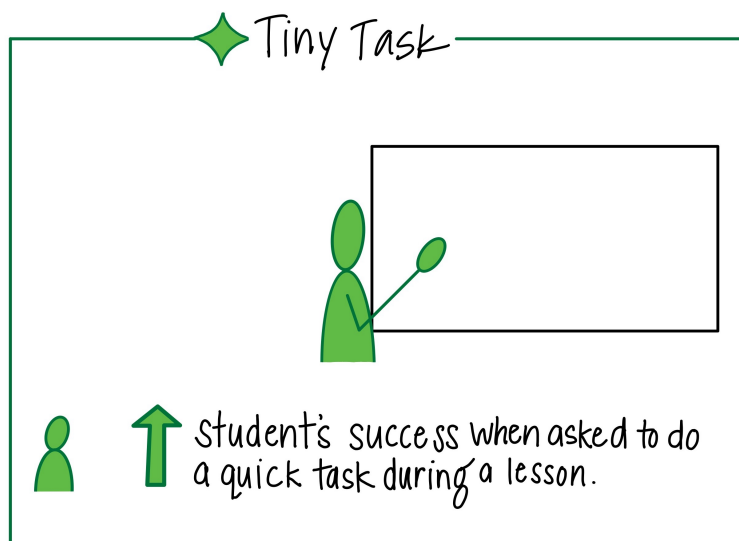 Tiny Task
student's success when asked to do
a quick task during a lesson.